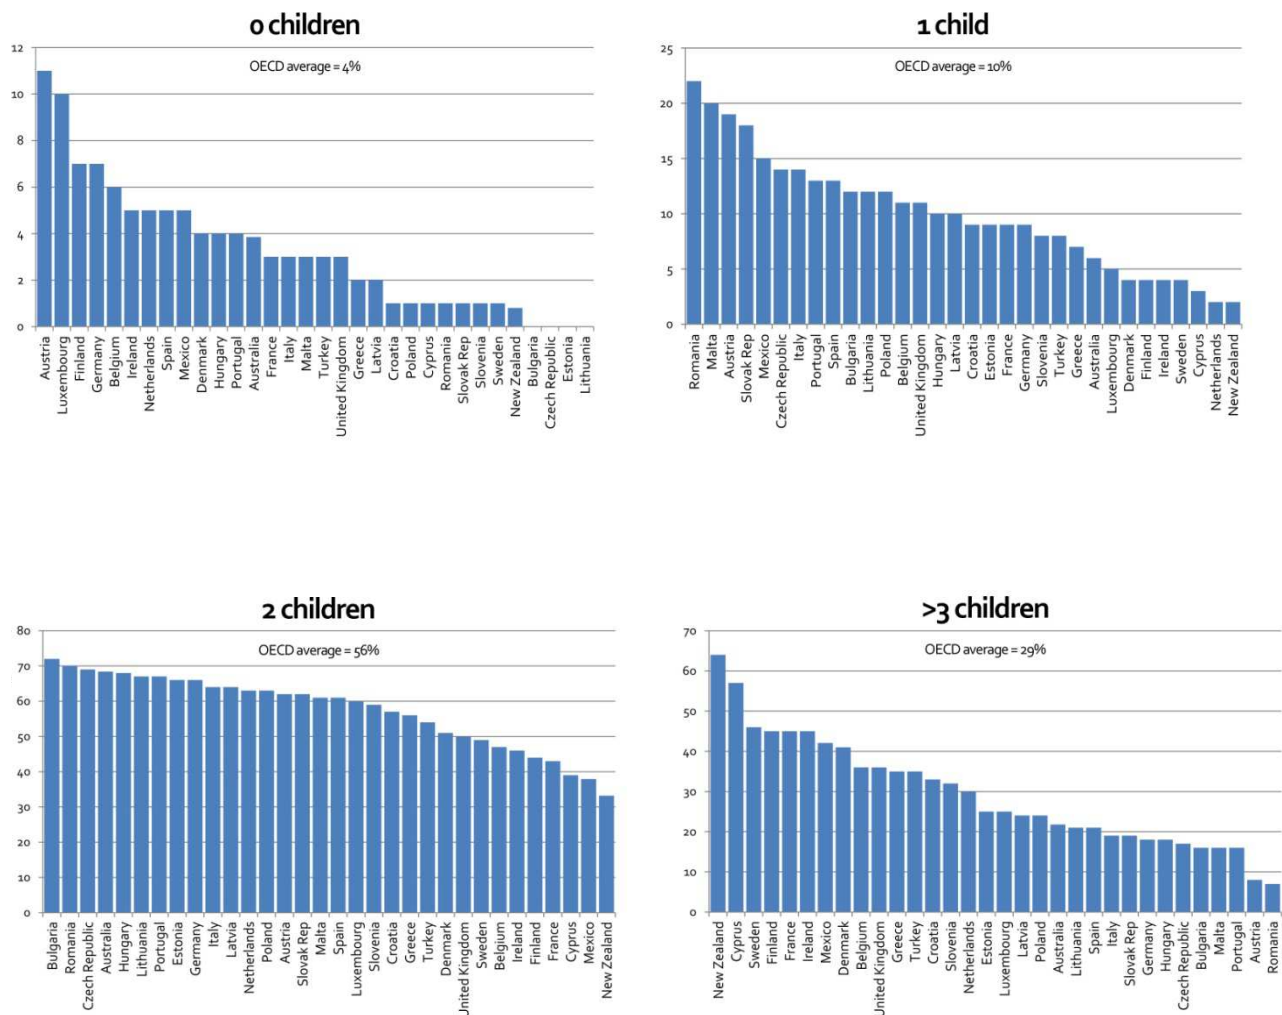 0 children
OECD average = 4%
12
10
8
6
4
2
0
Austria
Luxembourg
Finland
Germany
Belgium
Ireland
Netherlands
Spain
Mexico
Denmark
Hungary
Portugal
Australia
France
Italy
Malta
Turkey
United Kingdom
Greece
Latvia
Croatia
Poland
Cyprus
Romania
Slovak Rep
Slovenia
Sweden
New Zealand
Bulgaria
Czech Republic
Estonia
Lithuania
1 child
OECD average = 10%
25
20
15
10
5
0
Romania
Malta
Austria
Slovak Rep
Mexico
Czech Republic
Italy
Portugal
Spain
Bulgaria
Lithuania
Poland
Belgium
United Kingdom
Hungary
Latvia
Croatia
Estonia
France
Germany
Slovenia
Turkey
Greece
Australia
Luxembourg
Denmark
Finland
Ireland
Sweden
Cyprus
Netherlands
New Zealand
2 children
OECD average = 56%
80
70
60
50
40
30
20
10
0
Bulgaria
Romania
Czech Republic
Australia
Hungary
Lithuania
Portugal
Estonia
Germany
Italy
Latvia
Netherlands
Poland
Austria
Slovak Rep
Malta
Spain
Luxembourg
Slovenia
Croatia
Greece
Turkey
Denmark
United Kingdom
Sweden
Belgium
Ireland
Finland
France
Cyprus
Mexico
New Zealand
>3 children
OECD average = 29%
70
60
50
40
30
20
10
0
New Zealand
Cyprus
Sweden
Finland
France
Ireland
Mexico
Denmark
Belgium
United Kingdom
Greece
Turkey
Croatia
Slovenia
Netherlands
Estonia
Luxembourg
Latvia
Poland
Australia
Lithuania
Spain
Italy
Slovak Rep
Germany
Hungary
Czech Republic
Bulgaria
Malta
Portugal
Austria
Romania